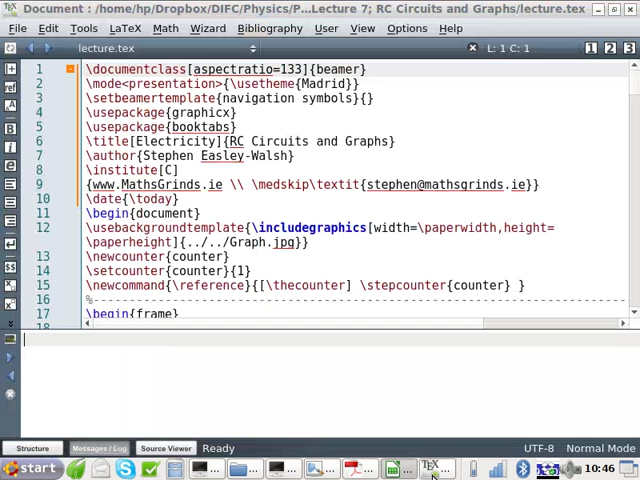 Document : /home/hp/Dropbox/DIFC/Physics/P...Lecture 7; RC Circuits and Graphs/lecture.tex
File Edit Tools LaTeX Math Wizard Bibliography User View Options Help
lecture.tex L: 1 C: 1 1 2 3
1 \documentclass[aspectratio=133]{beamer}
2 \mode<presentation>{\usetheme{Madrid}}
3 \setbeamertemplate{navigation symbols}{}
4 \usepackage{graphicx}
5 \usepackage{booktabs}
6 \title[Electricity]{RC Circuits and Graphs}
7 \author{Stephen Easley-Walsh}
8 \institute[C]
9 {www.MathsGrinds.ie \\ \medskip\textit{stephen@mathsgrinds.ie}}
10 \date{\today}
11 \begin{document}
12 \usebackgroundtemplate{\includegraphics[width=\paperwidth,height=
\paperheight]{../../Graph.jpg}}
13 \newcounter{counter}
14 \setcounter{counter}{1}
15 \newcommand{\reference}{[\thecounter] \stepcounter{counter} }
16 %--------------------------------------------------------------
17 \begin{frame}
18
Structure Messages / Log Source Viewer Ready UTF-8 Normal Mode
start ... ... ... ... ... ... TEX ... 10:46